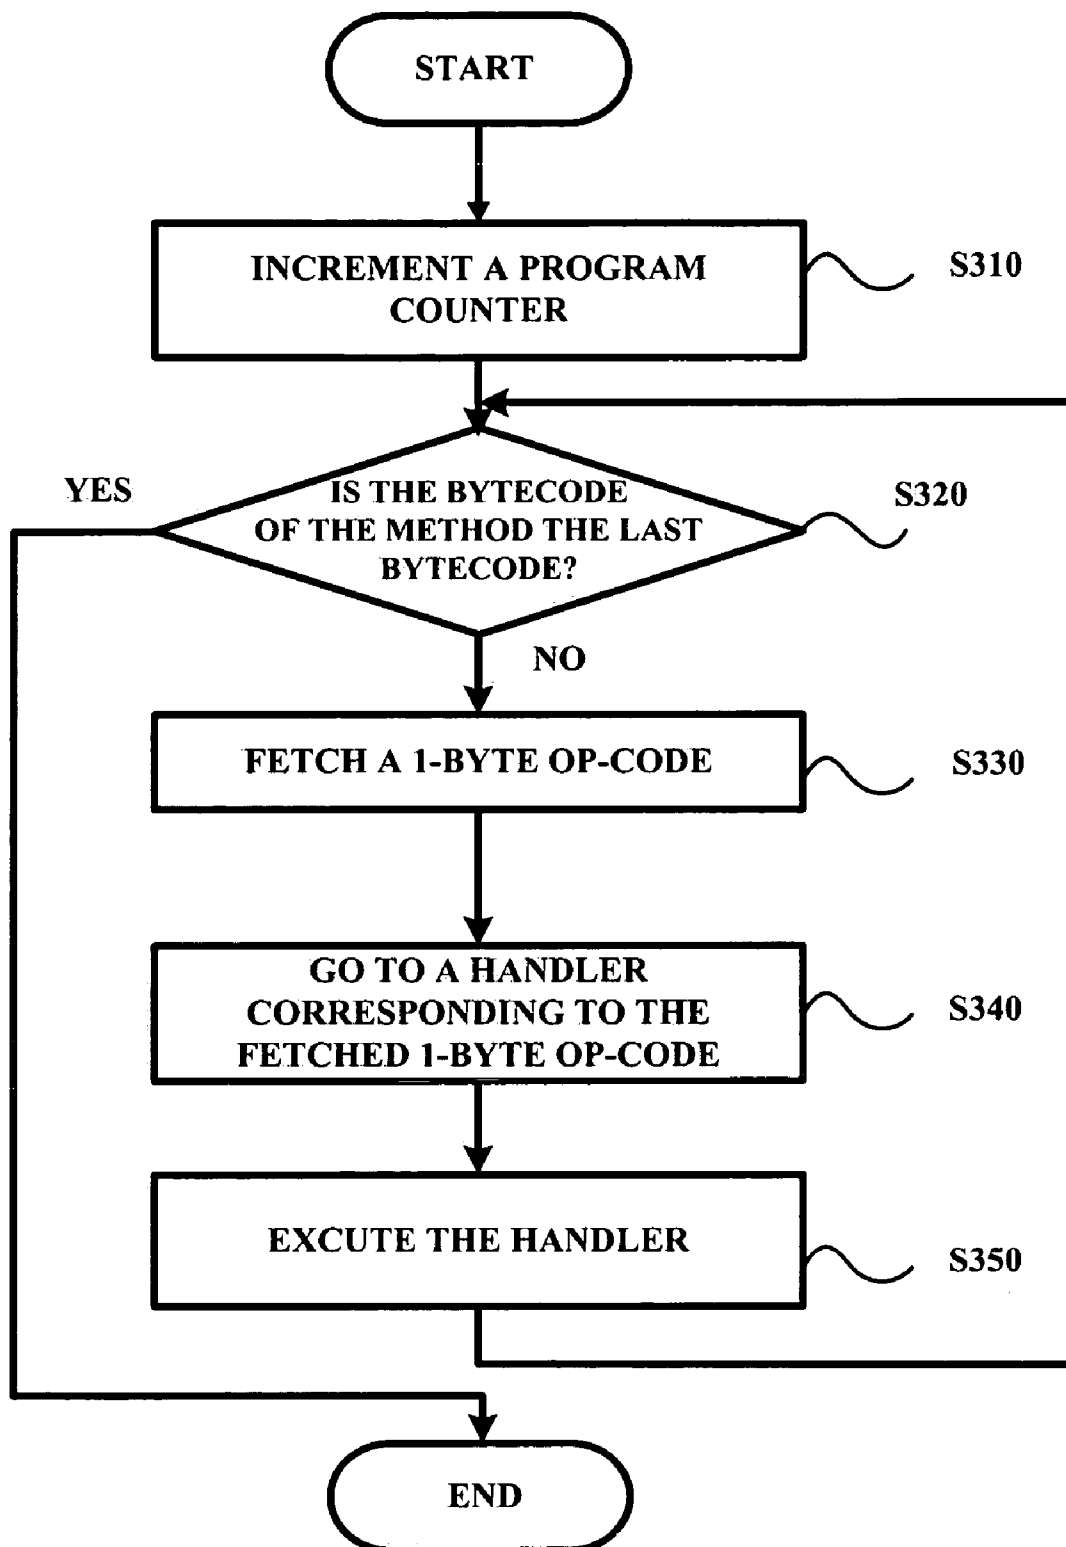 START
INCREMENT A PROGRAM
COUNTER
S310
YES
IS THE BYTECODE
OF THE METHOD THE LAST
BYTECODE?
S320
NO
FETCH A 1-BYTE OP-CODE
S330
GO TO A HANDLER
CORRESPONDING TO THE
FETCHED 1-BYTE OP-CODE
S340
EXCUTE THE HANDLER
S350
END